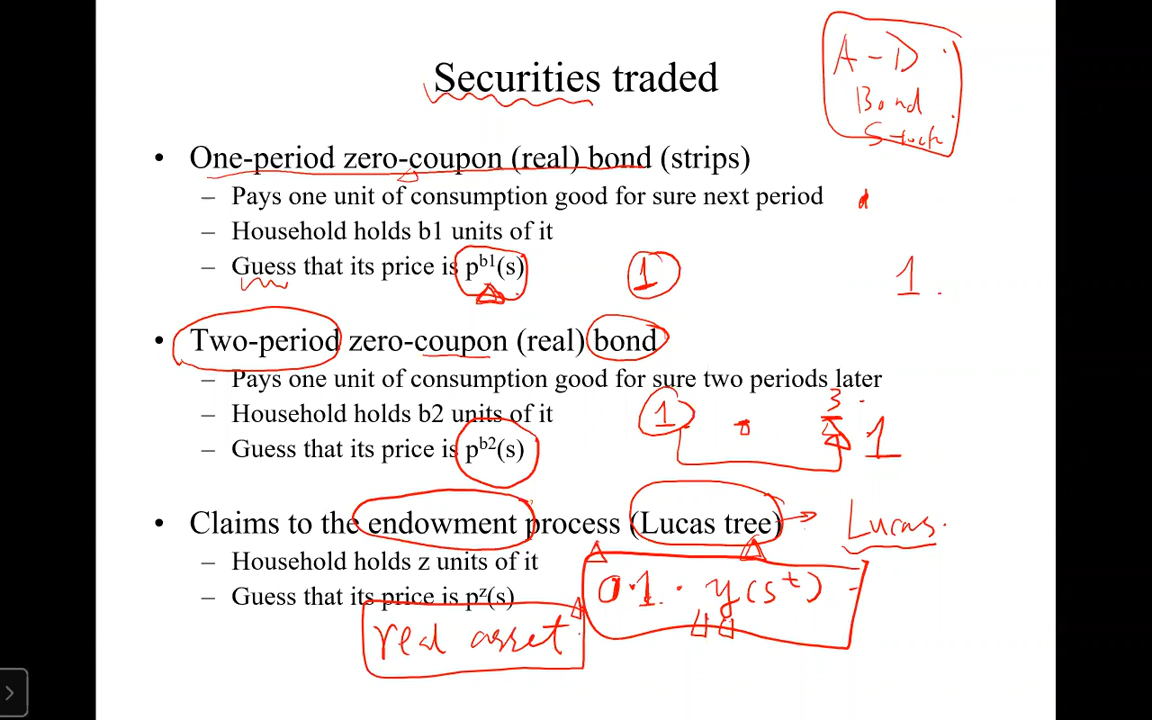 Securities traded
A-D
Bond
Stock
• One-period zero-coupon (real) bond (strips)
– Pays one unit of consumption good for sure next period
– Household holds b1 units of it
– Guess that its price is p^b1(s)
1
1.
• Two-period zero-coupon (real) bond
– Pays one unit of consumption good for sure two periods later
3
– Household holds b2 units of it
1
1
– Guess that its price is p^b2(s)
• Claims to the endowment process (Lucas tree)
→ Lucas.
– Household holds z units of it
– Guess that its price is p^z(s)
0.1. y(s^t)
real asset